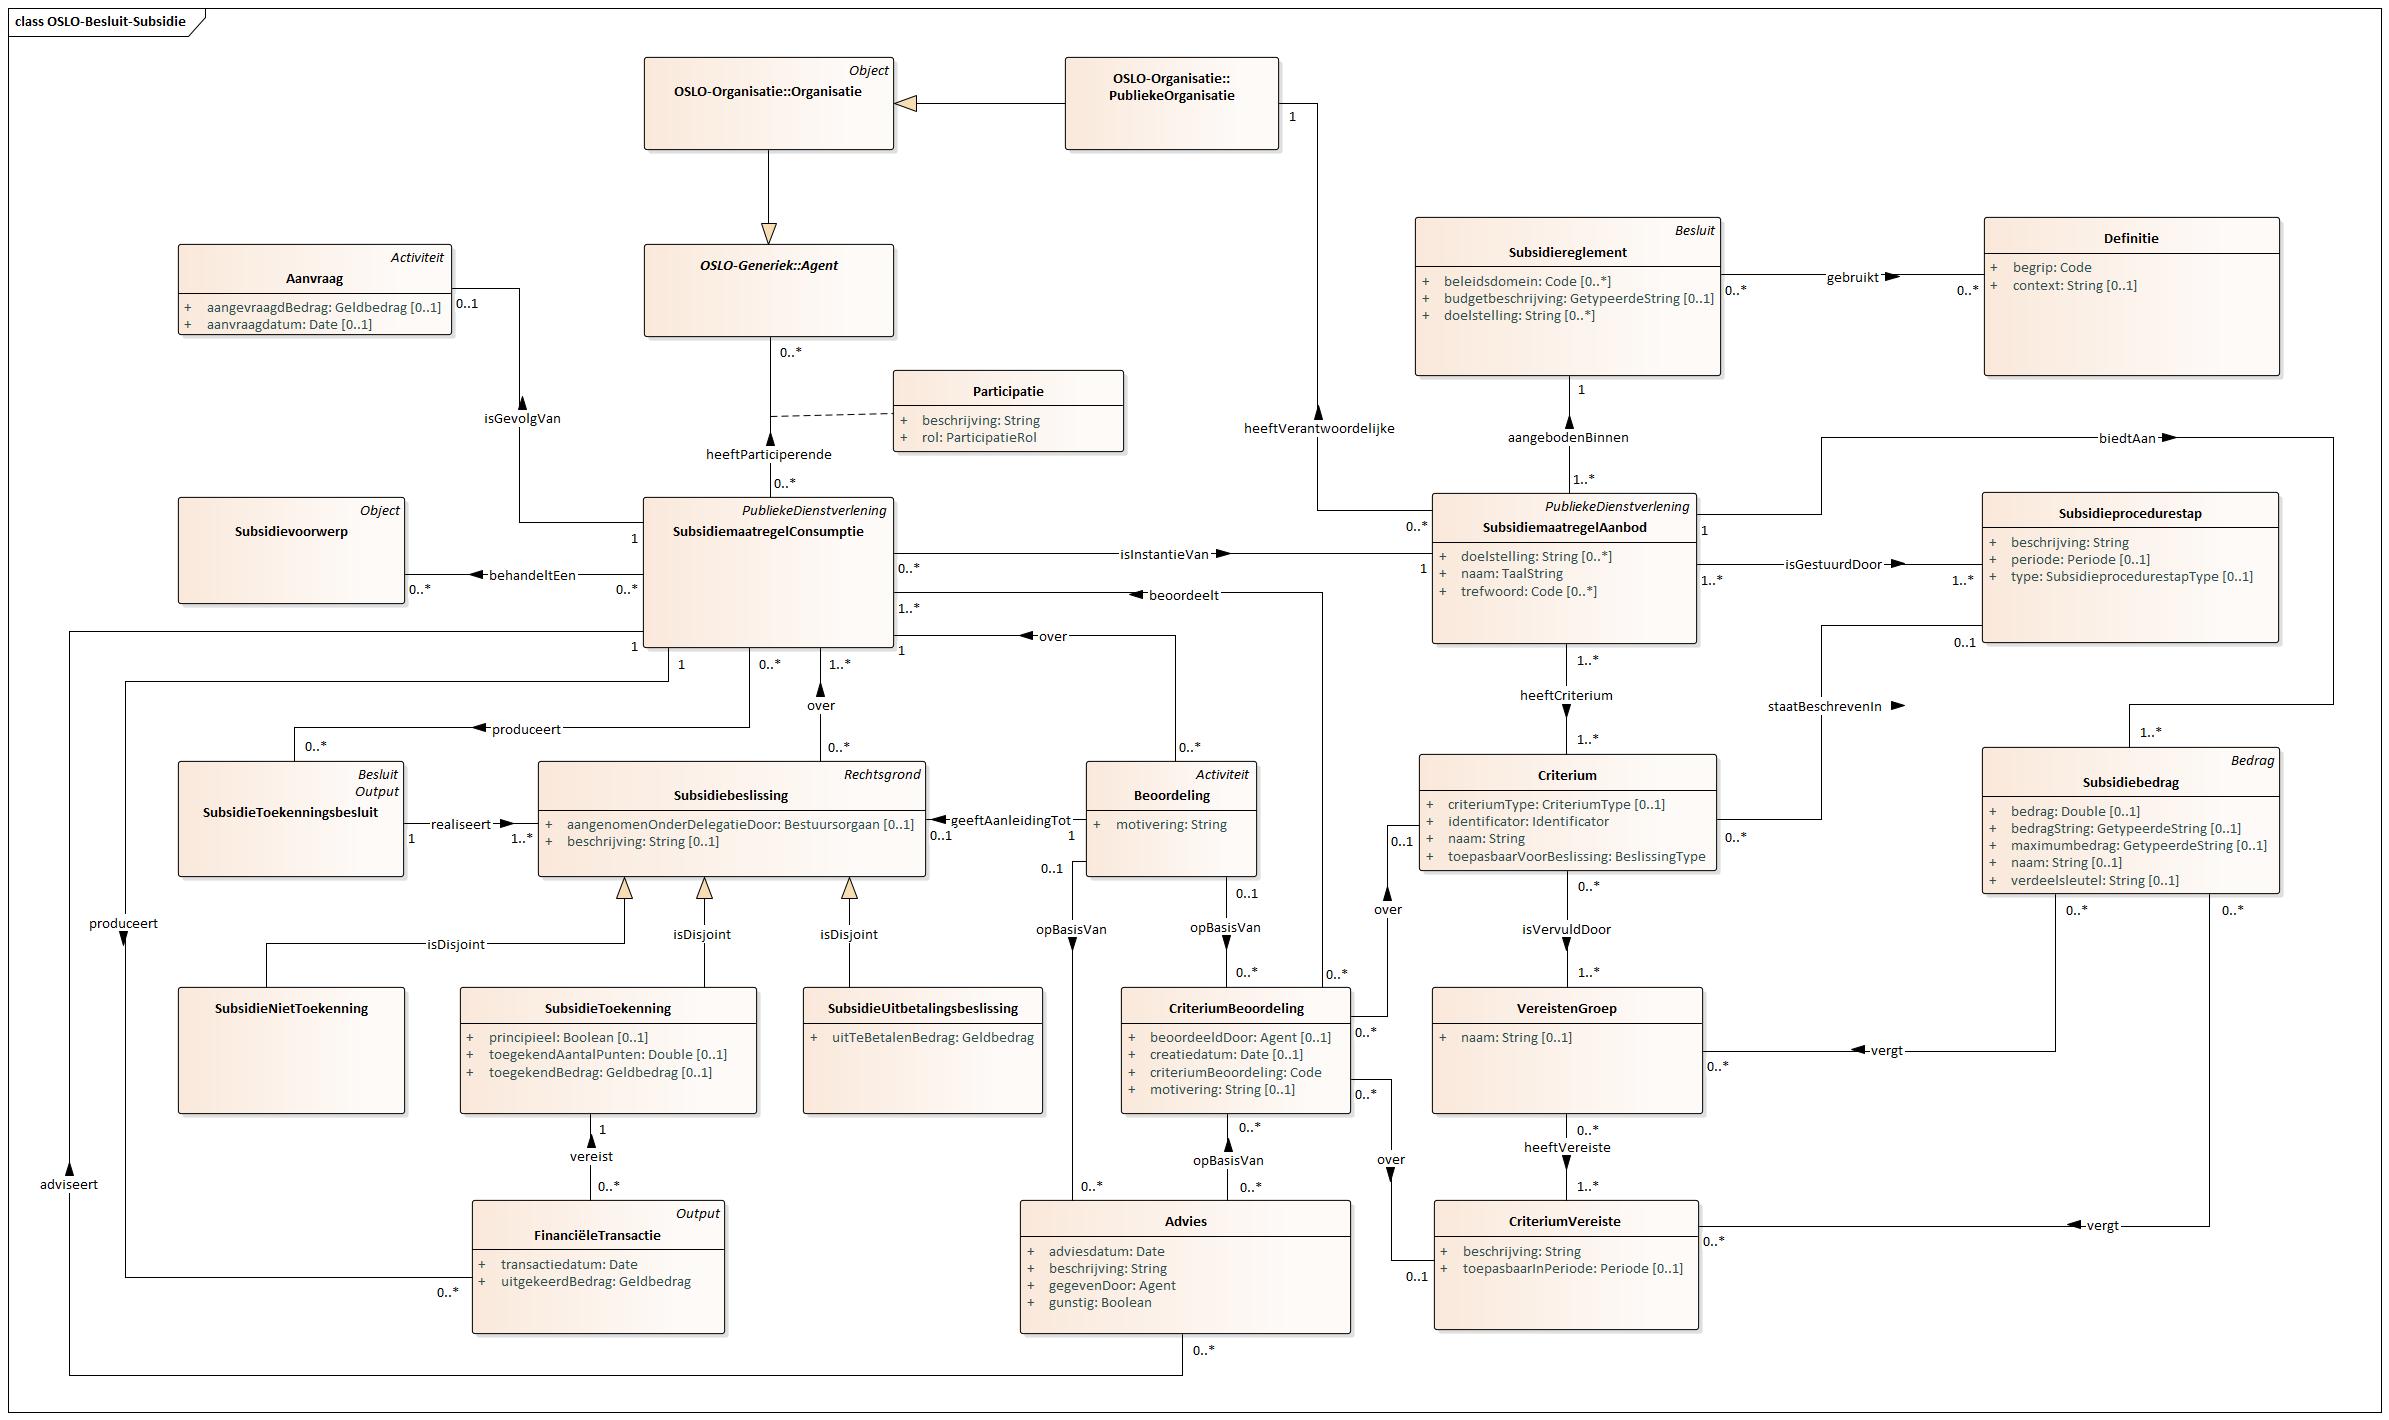 class OSLO-Besluit-Subsidie
Object
OSLO-Organisatie::Organisatie
OSLO-Organisatie::
PubliekeOrganisatie
1
Activiteit
Aanvraag
+ aangevraagdBedrag: Geldbedrag [0..1]
+ aanvraagdatum: Date [0..1]
0..1
isGevolgVan
1
OSLO-Generiek::Agent
0..*
Participatie
+ beschrijving: String
+ rol: ParticipatieRol
heeftParticiperende
0..*
heeftVerantwoordelijke
0..*
Besluit
Subsidiereglement
+ beleidsdomein: Code [0..*]
+ budgetbeschrijving: GetypeerdeString [0..1]
+ doelstelling: String [0..*]
0..*
gebruikt
0..*
Definitie
+ begrip: Code
+ context: String [0..1]
1
aangebodenBinnen
1..*
biedtAan
1
1..*
Object
Subsidievoorwerp
0..*
behandeltEen
0..*
PubliekeDienstverlening
SubsidiemaatregelConsumptie
0..*
isInstantieVan
1
PubliekeDienstverlening
SubsidiemaatregelAanbod
+ doelstelling: String [0..*]
+ naam: TaalString
+ trefwoord: Code [0..*]
1..*
isGestuurdDoor
1..*
Subsidieprocedurestap
+ beschrijving: String
+ periode: Periode [0..1]
+ type: SubsidieprocedurestapType [0..1]
0..1
staatBeschrevenIn
0..*
beoordeelt
1..*
0..*
over
1
0..*
1
1
0..*
1..*
produceert
0..*
over
0..*
1..*
heeftCriterium
1..*
Besluit
Output
SubsidieToekenningsbesluit
1
realiseert
1..*
Rechtsgrond
Subsidiebeslissing
+ aangenomenOnderDelegatieDoor: Bestuursorgaan [0..1]
+ beschrijving: String [0..1]
0..1
geeftAanleidingTot
1
Activiteit
Beoordeling
+ motivering: String
0..1
opBasisVan
0..*
0..1
opBasisVan
0..*
Criterium
+ criteriumType: CriteriumType [0..1]
+ identificator: Identificator
+ naam: String
+ toepasbaarVoorBeslissing: BeslissingType
0..1
over
0..*
0..*
isVervuldDoor
1..*
Bedrag
Subsidiebedrag
+ bedrag: Double [0..1]
+ bedragString: GetypeerdeString [0..1]
+ maximumbedrag: GetypeerdeString [0..1]
+ naam: String [0..1]
+ verdeelsleutel: String [0..1]
0..*
0..*
produceert
0..*
isDisjoint
isDisjoint
isDisjoint
SubsidieNietToekenning
SubsidieToekenning
+ principieel: Boolean [0..1]
+ toegekendAantalPunten: Double [0..1]
+ toegekendBedrag: Geldbedrag [0..1]
SubsidieUitbetalingsbeslissing
+ uitTeBetalenBedrag: Geldbedrag
CriteriumBeoordeling
+ beoordeeldDoor: Agent [0..1]
+ creatiedatum: Date [0..1]
+ criteriumBeoordeling: Code
+ motivering: String [0..1]
VereistenGroep
+ naam: String [0..1]
vergt
0..*
1
vereist
0..*
0..*
opBasisVan
0..*
0..*
over
0..1
0..*
heeftVereiste
1..*
adviseert
0..*
Output
FinanciëleTransactie
+ transactiedatum: Date
+ uitgekeerdBedrag: Geldbedrag
Advies
+ adviesdatum: Date
+ beschrijving: String
+ gegevenDoor: Agent
+ gunstig: Boolean
CriteriumVereiste
+ beschrijving: String
+ toepasbaarInPeriode: Periode [0..1]
vergt
0..*